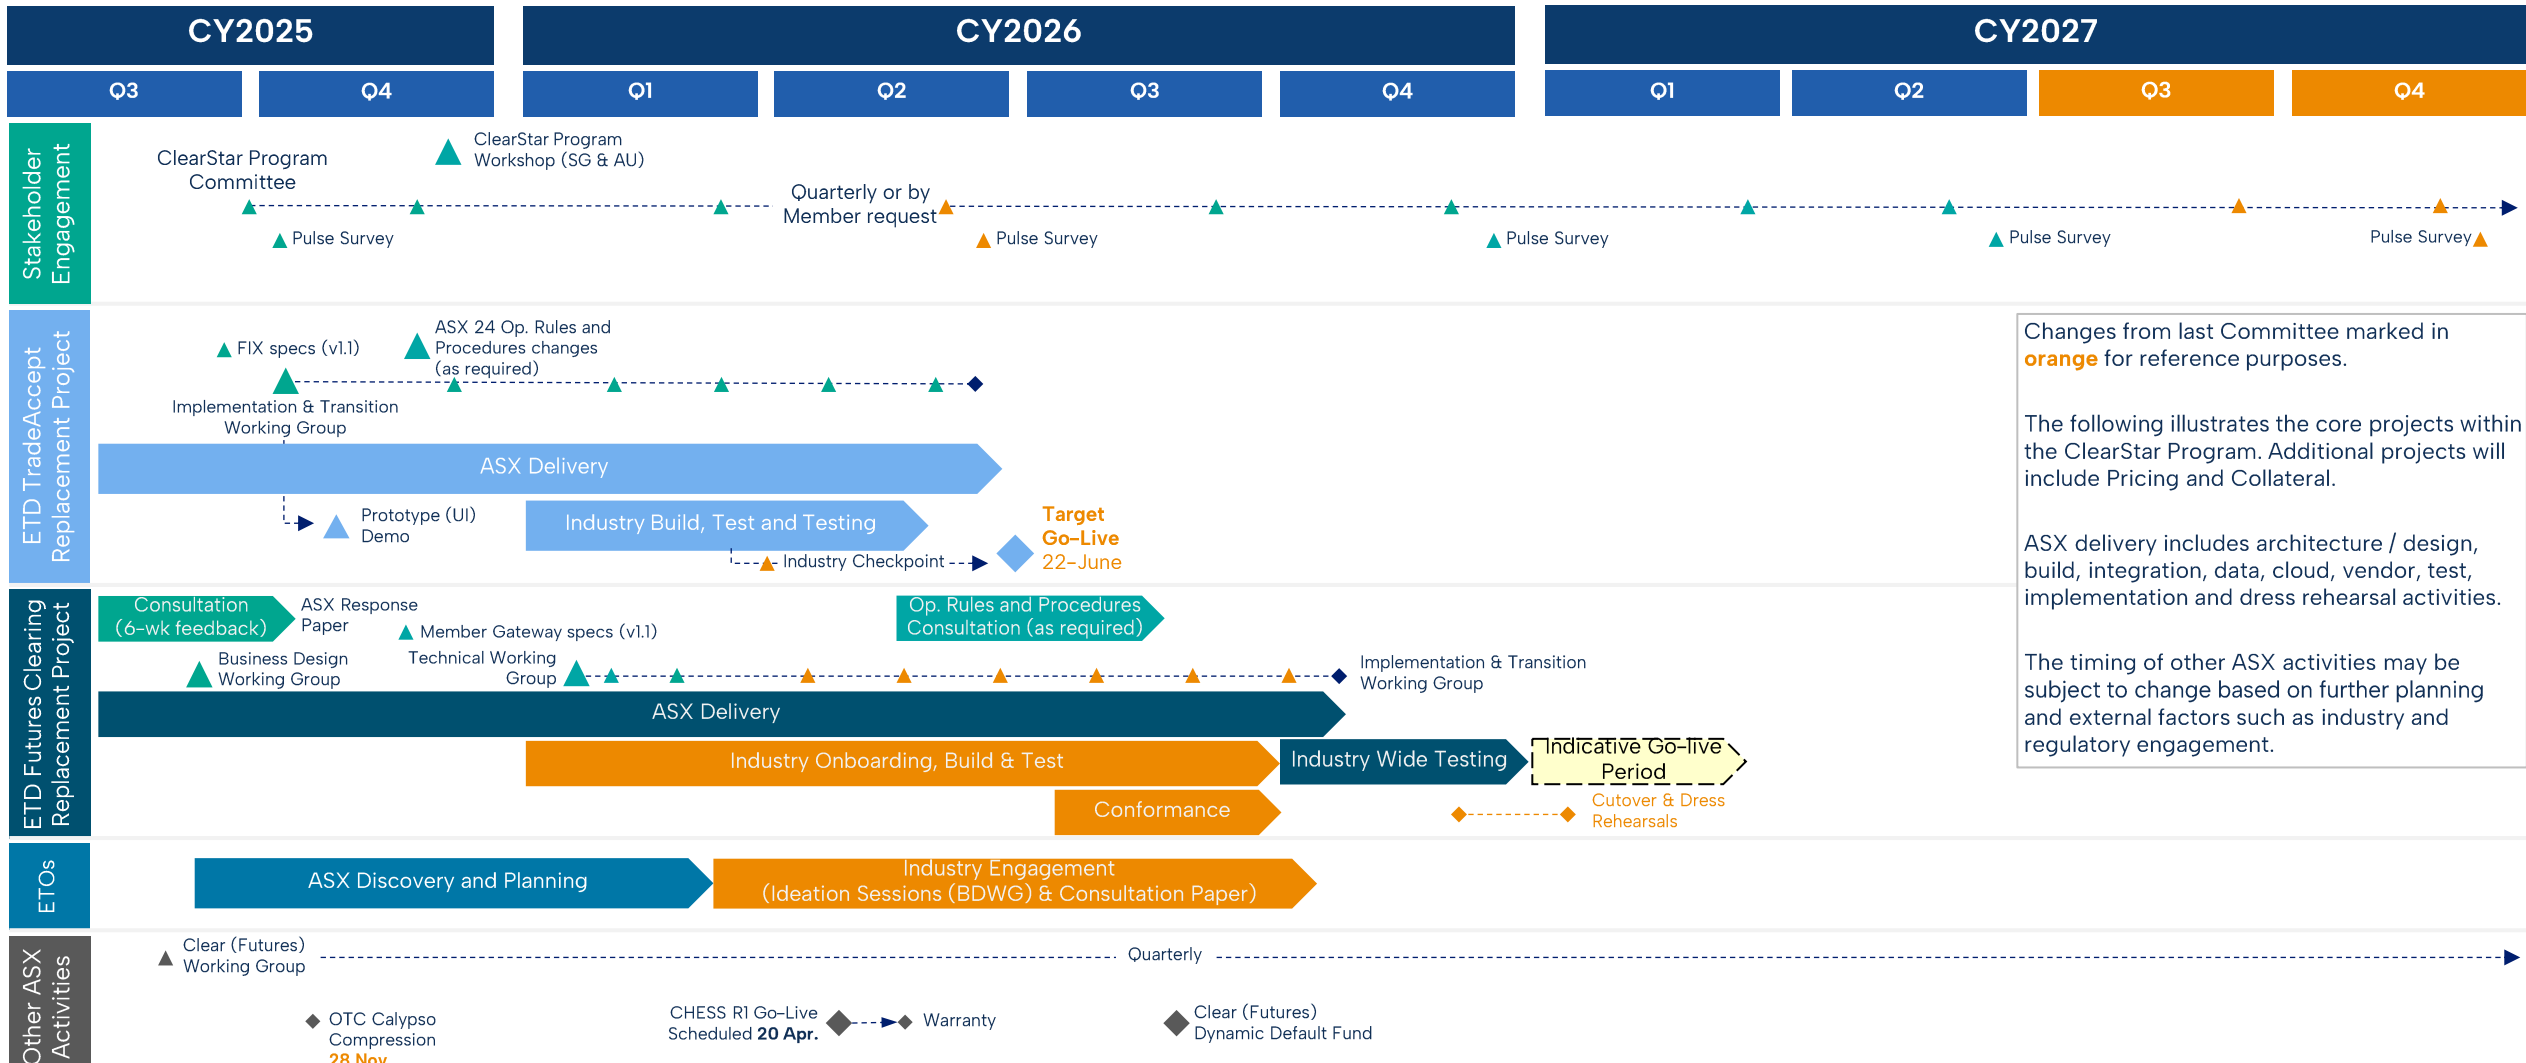 CY2025
CY2026
CY2027
Q3
Q4
Q1
Q2
Q3
Q4
Q1
Q2
Q3
Q4
Stakeholder
Engagement
ClearStar Program
Committee
ClearStar Program
Workshop (SG & AU)
Quarterly or by
Member request
Pulse Survey
Pulse Survey
Pulse Survey
Pulse Survey
Pulse Survey
ETD TradeAccept
Replacement Project
FIX specs (v1.1)
ASX 24 Op. Rules and
Procedures changes
(as required)
Implementation & Transition
Working Group
ASX Delivery
Prototype (UI)
Demo
Industry Build, Test and Testing
Industry Checkpoint
Target
Go-Live
22-June
Changes from last Committee marked in
orange for reference purposes.
The following illustrates the core projects within
the ClearStar Program. Additional projects will
include Pricing and Collateral.
ASX delivery includes architecture / design,
build, integration, data, cloud, vendor, test,
implementation and dress rehearsal activities.
The timing of other ASX activities may be
subject to change based on further planning
and external factors such as industry and
regulatory engagement.
ETD Futures Clearing
Replacement Project
Consultation
(6-wk feedback)
ASX Response
Paper
Member Gateway specs (v1.1)
Op. Rules and Procedures
Consultation (as required)
Business Design
Working Group
Technical Working
Group
Implementation & Transition
Working Group
ASX Delivery
Industry Onboarding, Build & Test
Industry Wide Testing
Indicative Go-live
Period
Conformance
Cutover & Dress
Rehearsals
ETOs
ASX Discovery and Planning
Industry Engagement
(Ideation Sessions (BDWG) & Consultation Paper)
Other ASX
Activities
Clear (Futures)
Working Group
Quarterly
OTC Calypso
Compression
28 Nov
CHESS R1 Go-Live
Scheduled 20 Apr.
Warranty
Clear (Futures)
Dynamic Default Fund